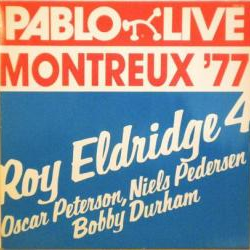 PABLO LIVE
MONTREUX '77
Roy Eldridge 4
Oscar Peterson, Niels Pedersen
Bobby Durham